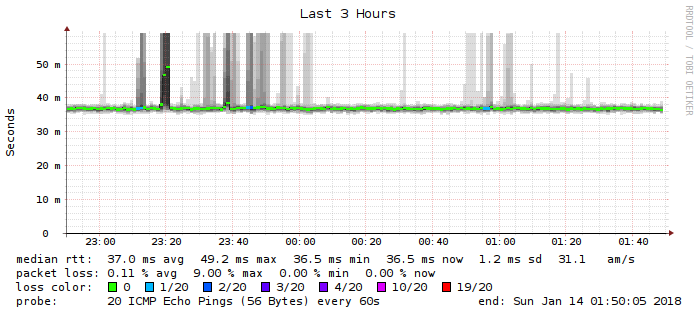 Last 3 Hours
RRDTOOL / TOBI OETIKER
Seconds
50 m
40 m
30 m
20 m
10 m
0
23:00 23:20 23:40 00:00 00:20 00:40 01:00 01:20 01:40
median rtt: 37.0 ms avg 49.2 ms max 36.5 ms min 36.5 ms now 1.2 ms sd 31.1 am/s
packet loss: 0.11 % avg 9.00 % max 0.00 % min 0.00 % now
loss color: 0 1/20 2/20 3/20 4/20 10/20 19/20
probe: 20 ICMP Echo Pings (56 Bytes) every 60s end: Sun Jan 14 01:50:05 2018